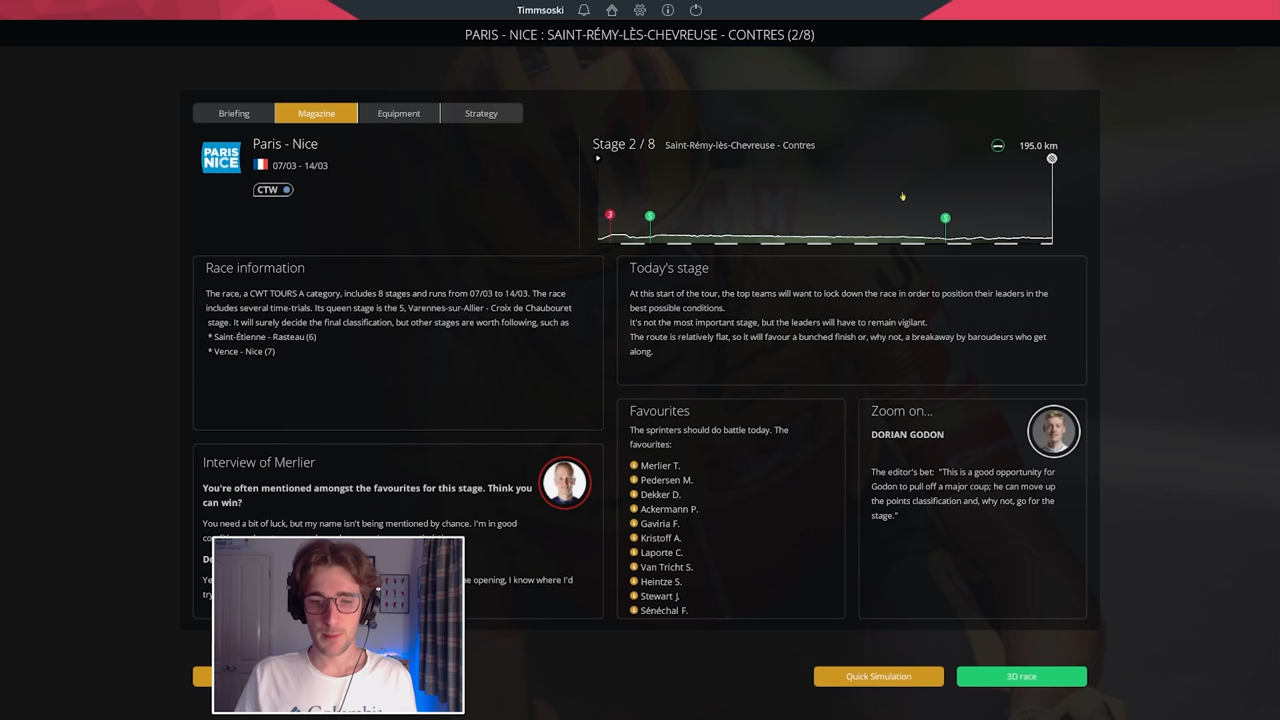 Timmsoski
PARIS - NICE : SAINT-RÉMY-LÈS-CHEVREUSE - CONTRES (2/8)
Briefing
Magazine
Equipment
Strategy
PARIS
NICE
Paris - Nice
07/03 - 14/03
CTW
Stage 2 / 8
Saint-Rémy-lès-Chevreuse - Contres
195.0 km
3
S
S
Race information
The race, a CWT TOURS A category, includes 8 stages and runs from 07/03 to 14/03. The race
includes several time-trials. Its queen stage is the 5, Varennes-sur-Allier - Croix de Chaubouret
stage. It will surely decide the final classification, but other stages are worth following, such as
* Saint-Étienne - Rasteau (6)
* Vence - Nice (7)
Today's stage
At this start of the tour, the top teams will want to lock down the race in order to position their leaders in the
best possible conditions.
It's not the most important stage, but the leaders will have to remain vigilant.
The route is relatively flat, so it will favour a bunched finish or, why not, a breakaway by baroudeurs who get
along.
Interview of Merlier
You're often mentioned amongst the favourites for this stage. Think you
can win?
You need a bit of luck, but my name isn't being mentioned by chance. I'm in good
e opening, I know where I'd
Favourites
The sprinters should do battle today. The
favourites:
Merlier T.
Pedersen M.
Dekker D.
Ackermann P.
Gaviria F.
Kristoff A.
Laporte C.
Van Tricht S.
Heintze S.
Stewart J.
Sénéchal F.
Zoom on...
DORIAN GODON
The editor's bet: "This is a good opportunity for
Godon to pull off a major coup; he can move up
the points classification and, why not, go for the
stage."
Quick Simulation
3D race
Columbia